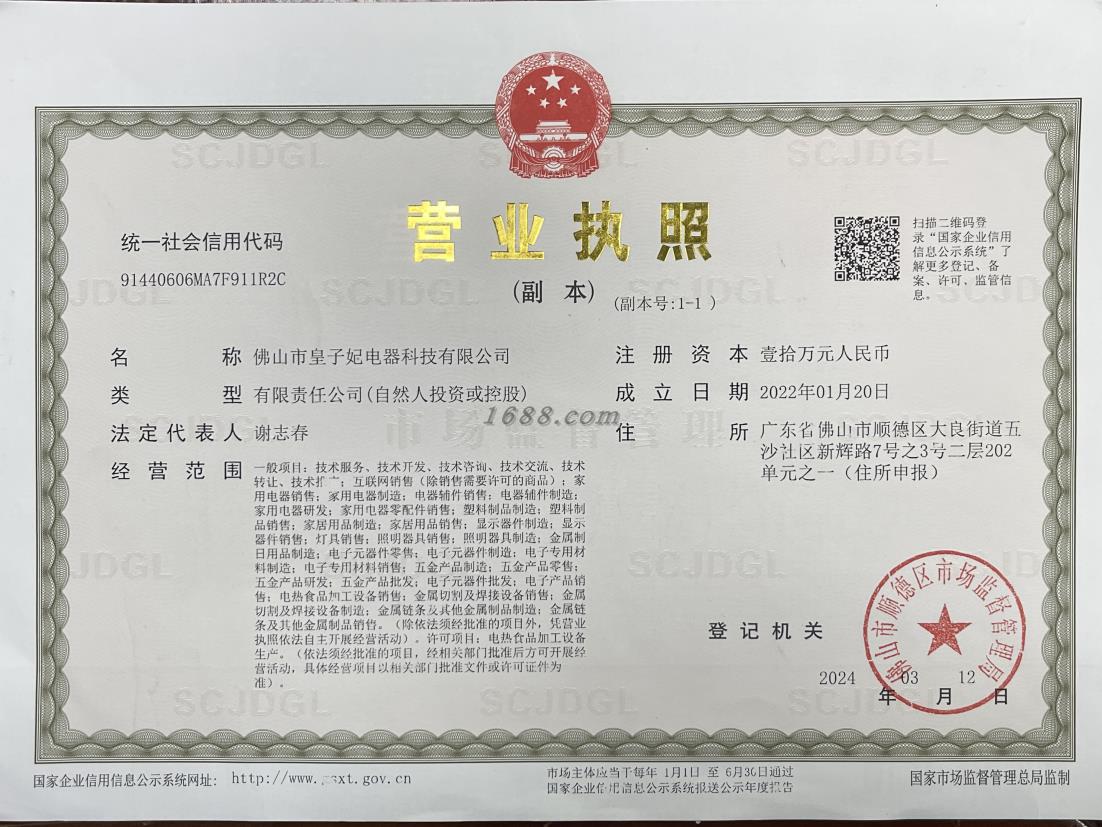 营业执照
(副 本)
(副本号:1-1 )
统一社会信用代码
91440606MA7F911R2C
扫描二维码登
录“国家企业信用
信息公示系统”了
解更多登记、备
案、许可、监管信
息。
名 称 佛山市皇子妃电器科技有限公司
类 型 有限责任公司(自然人投资或控股)
法定代表人 谢志春
经营范围 一般项目：技术服务、技术开发、技术咨询、技术交流、技术
转让、技术推广；互联网销售（除销售需要许可的商品）；家
用电器销售；家用电器制造；电器辅件销售；电器辅件制造；
家用电器研发；家用电器零配件销售；塑料制品制造；塑料制
品销售；家居用品制造；家居用品销售；显示器件制造；显示
器件销售；灯具销售；照明器具销售；照明器具制造；金属制
日用品制造；电子元器件零售；电子元器件制造；电子专用材
料制造；电子专用材料销售；五金产品制造；五金产品零售；
五金产品研发；五金产品批发；电子元器件批发；电子产品销
售；电热食品加工设备销售；金属切割及焊接设备销售；金属
切割及焊接设备制造；金属链条及其他金属制品制造；金属链
条及其他金属制品销售。（除依法须经批准的项目外，凭营业
执照依法自主开展经营活动）。许可项目：电热食品加工设备
生产。（依法须经批准的项目，经相关部门批准后方可开展经
营活动，具体经营项目以相关部门批准文件或许可证件为
准）。
注册资本 壹拾万元人民币
成立日期 2022年01月20日
住 所 广东省佛山市顺德区大良街道五
沙社区新辉路7号之3号二层202
单元之一（住所申报）
1688.com
登记机关
佛山市顺德区市场监督管理局
2024 年 03 月 12 日
国家企业信用信息公示系统网址: http://www.gsxt.gov.cn
市场主体应当于每年 1月1日 至 6月30日通过
国家企业信用信息公示系统报送公示年度报告
国家市场监督管理总局监制
SCJDGL
市场监督管理